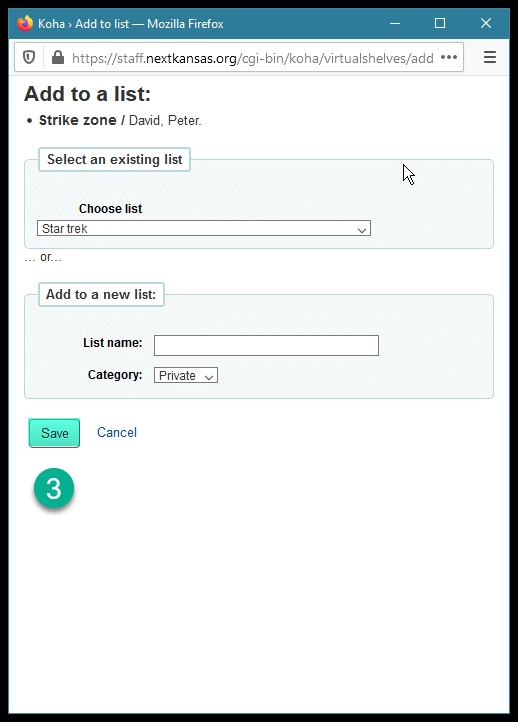 Koha › Add to list — Mozilla Firefox
https://staff.nextkansas.org/cgi-bin/koha/virtualshelves/add
Add to a list:
• Strike zone / David, Peter.
Select an existing list
Choose list
Star trek
... or...
Add to a new list:
List name:
Category: Private
Save Cancel
3